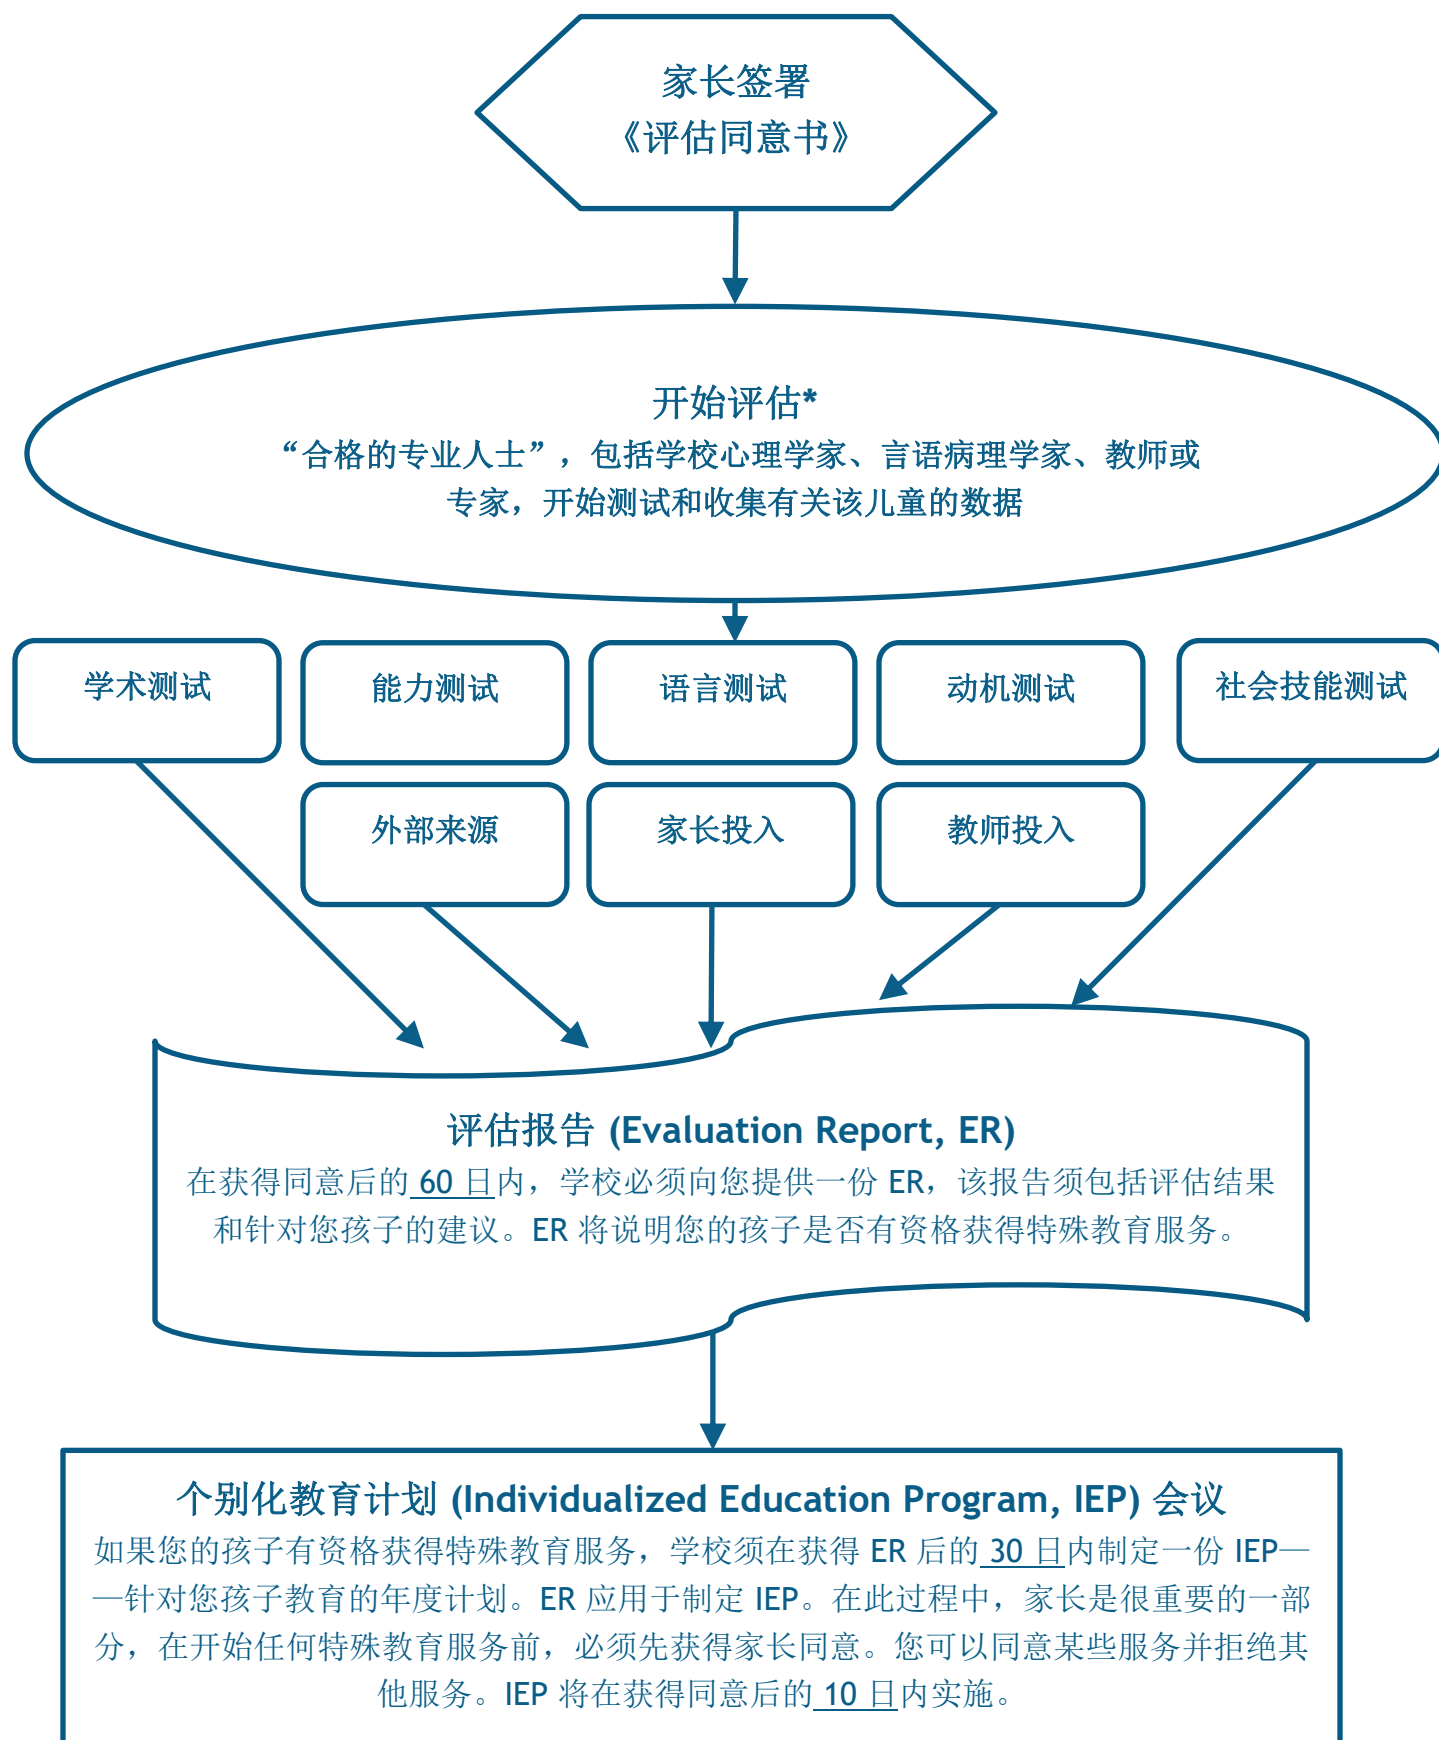 家长签署
《评估同意书》
开始评估*
“合格的专业人士”，包括学校心理学家、言语病理学家、教师或
专家，开始测试和收集有关该儿童的数据
学术测试
能力测试
语言测试
动机测试
社会技能测试
外部来源
家长投入
教师投入
评估报告 (Evaluation Report, ER)
在获得同意后的 60 日内，学校必须向您提供一份 ER，该报告须包括评估结果
和针对您孩子的建议。ER 将说明您的孩子是否有资格获得特殊教育服务。
个别化教育计划 (Individualized Education Program, IEP) 会议
如果您的孩子有资格获得特殊教育服务，学校须在获得 ER 后的 30 日内制定一份 IEP—
—针对您孩子教育的年度计划。ER 应用于制定 IEP。在此过程中，家长是很重要的一部
分，在开始任何特殊教育服务前，必须先获得家长同意。您可以同意某些服务并拒绝其
他服务。IEP 将在获得同意后的 10 日内实施。